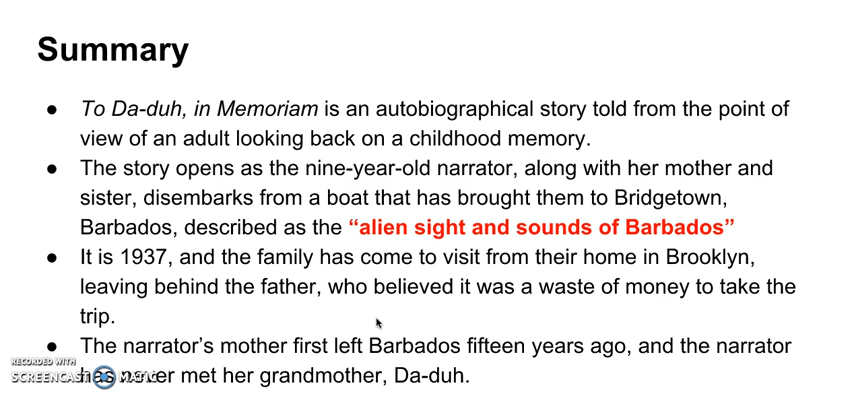 Summary
● To Da-duh, in Memoriam is an autobiographical story told from the point of
view of an adult looking back on a childhood memory.
● The story opens as the nine-year-old narrator, along with her mother and
sister, disembarks from a boat that has brought them to Bridgetown,
Barbados, described as the “alien sight and sounds of Barbados”
● It is 1937, and the family has come to visit from their home in Brooklyn,
leaving behind the father, who believed it was a waste of money to take the
trip.
● The narrator’s mother first left Barbados fifteen years ago, and the narrator
has never met her grandmother, Da-duh.
RECORDED WITH
SCREENCAST MATIC